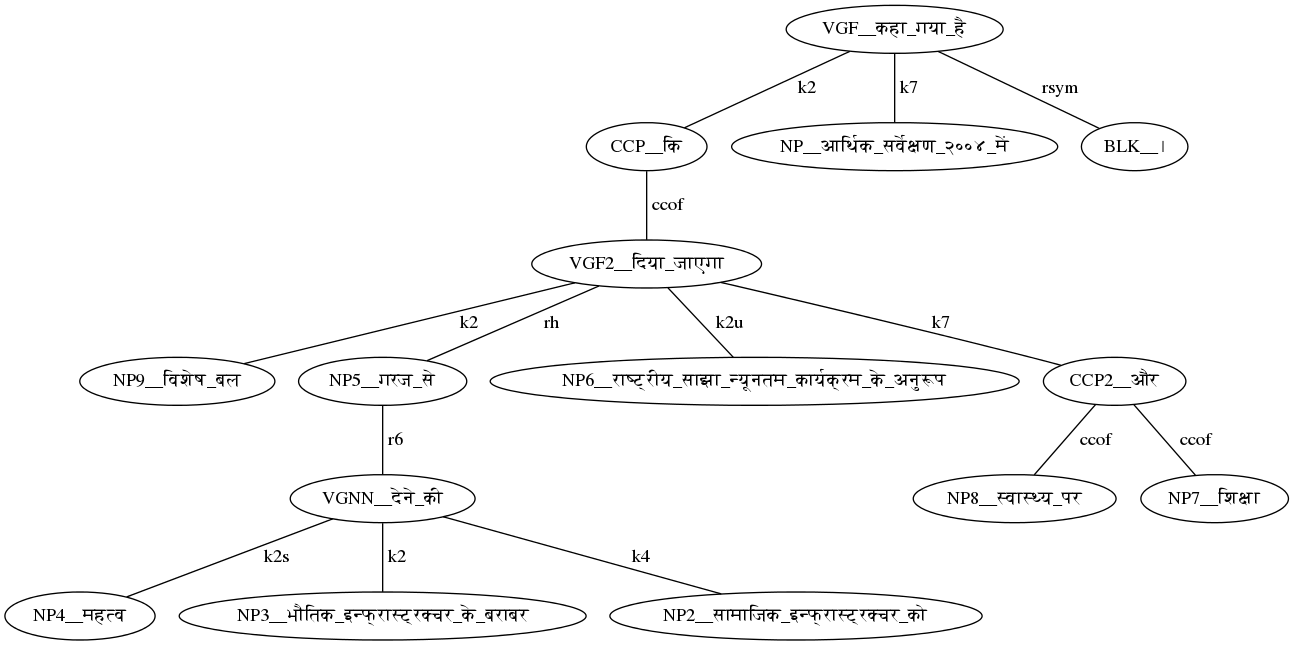 VGF__कहा_गया_है
k2 k7 rsym
CCP__कि NP__आर्थिक_सर्वेक्षण_२००४_में BLK__।
ccof
VGF2__दिया_जाएगा
k2 rh k2u k7
NP9__विशेष_बल NP5__गरज_से NP6__राष्ट्रीय_साझा_न्यूनतम_कार्यक्रम_के_अनुरूप CCP2__और
r6 ccof ccof
VGNN__देने_की NP8__स्वास्थ्य_पर NP7__शिक्षा
k2s k2 k4
NP4__महत्व NP3__भौतिक_इन्फ्रास्ट्रक्चर_के_बराबर NP2__सामाजिक_इन्फ्रास्ट्रक्चर_को